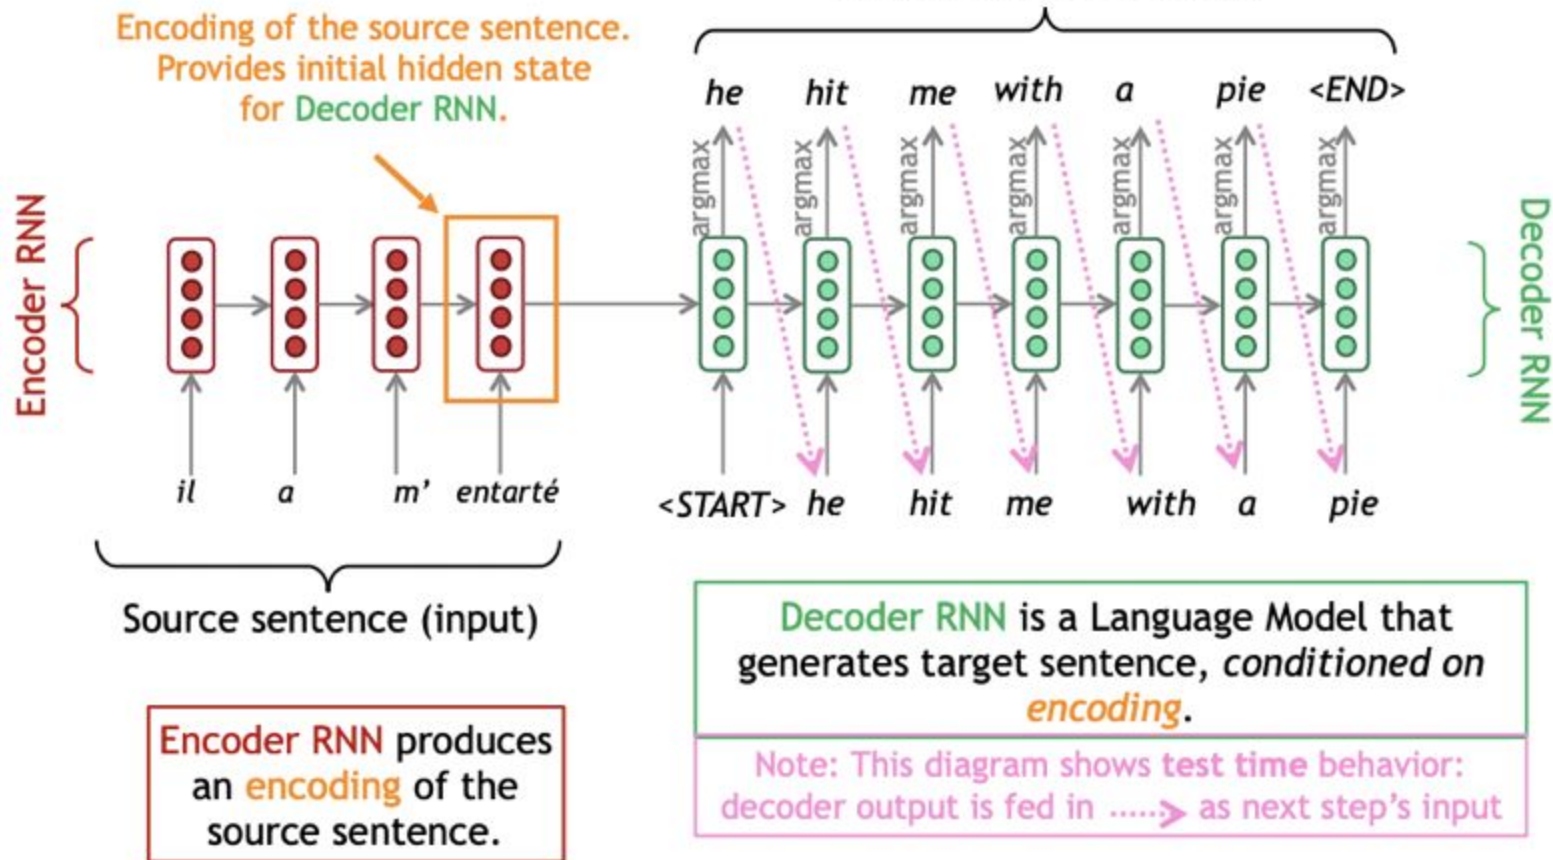 Encoding of the source sentence.
Provides initial hidden state
for Decoder RNN.
he hit me with a pie <END>
argmax argmax argmax argmax argmax argmax argmax
Encoder RNN
Decoder RNN
il a m' entarté
<START> he hit me with a pie
Source sentence (input)
Encoder RNN produces
an encoding of the
source sentence.
Decoder RNN is a Language Model that
generates target sentence, conditioned on
encoding.
Note: This diagram shows test time behavior:
decoder output is fed in ......> as next step's input